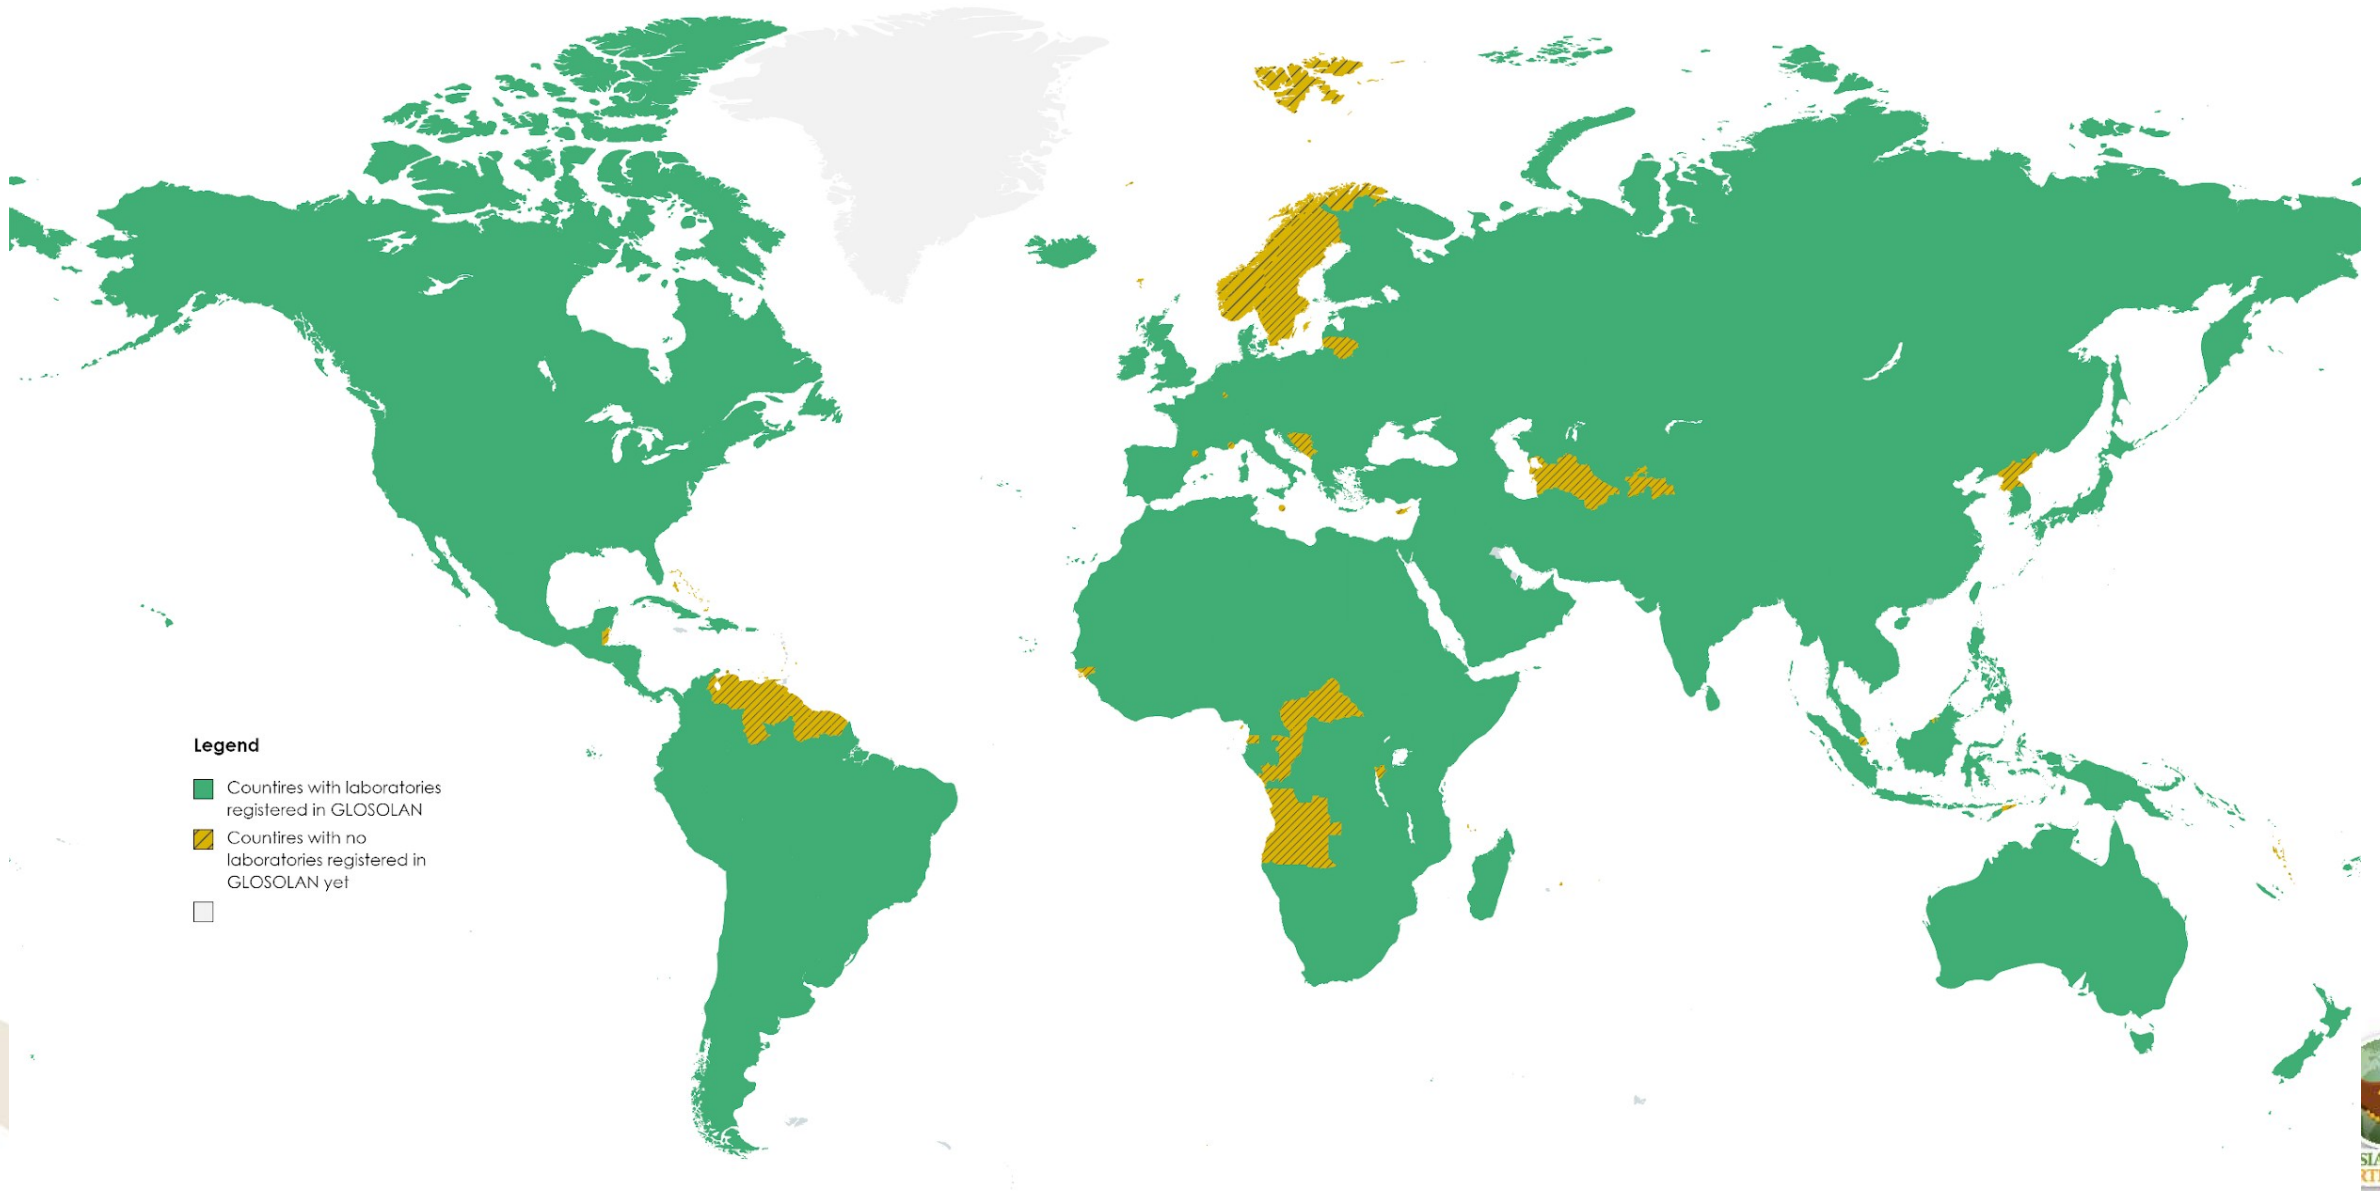 Legend
Countires with laboratories
registered in GLOSOLAN
Countires with no
laboratories registered in
GLOSOLAN yet